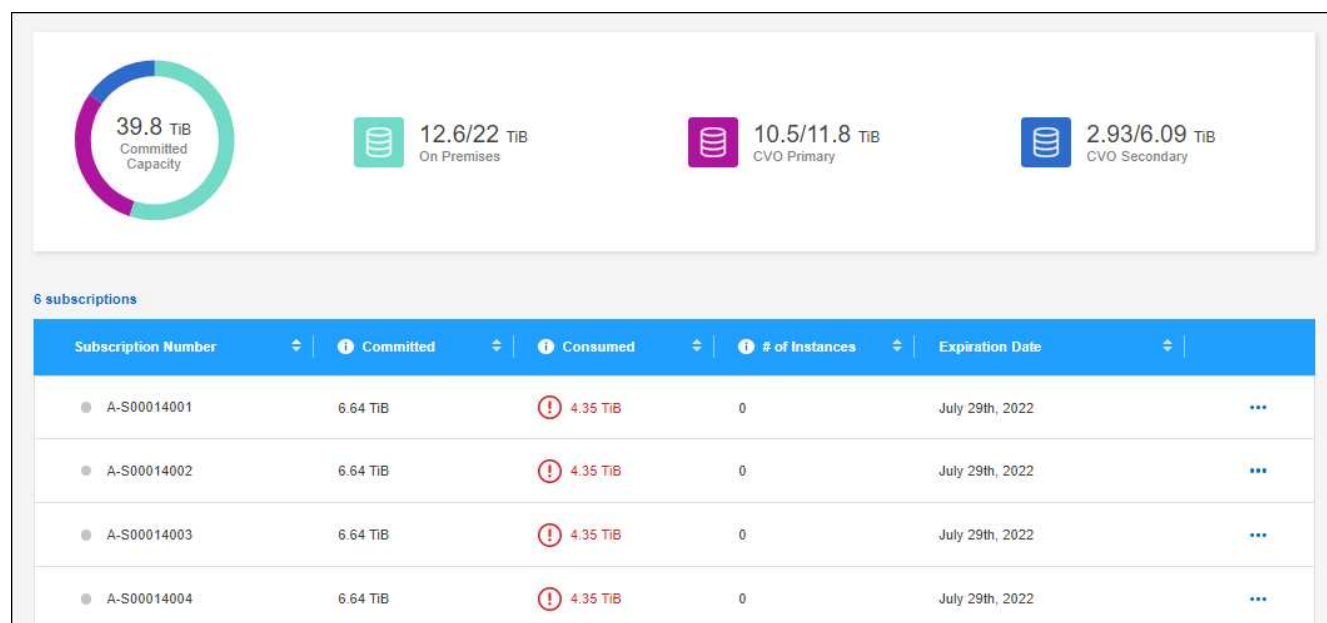 39.8 TiB
Committed
Capacity
12.6/22 TiB
On Premises
10.5/11.8 TiB
CVO Primary
2.93/6.09 TiB
CVO Secondary
6 subscriptions
Subscription Number Committed Consumed # of Instances Expiration Date
A-S00014001 6.64 TiB 4.35 TiB 0 July 29th, 2022
A-S00014002 6.64 TiB 4.35 TiB 0 July 29th, 2022
A-S00014003 6.64 TiB 4.35 TiB 0 July 29th, 2022
A-S00014004 6.64 TiB 4.35 TiB 0 July 29th, 2022